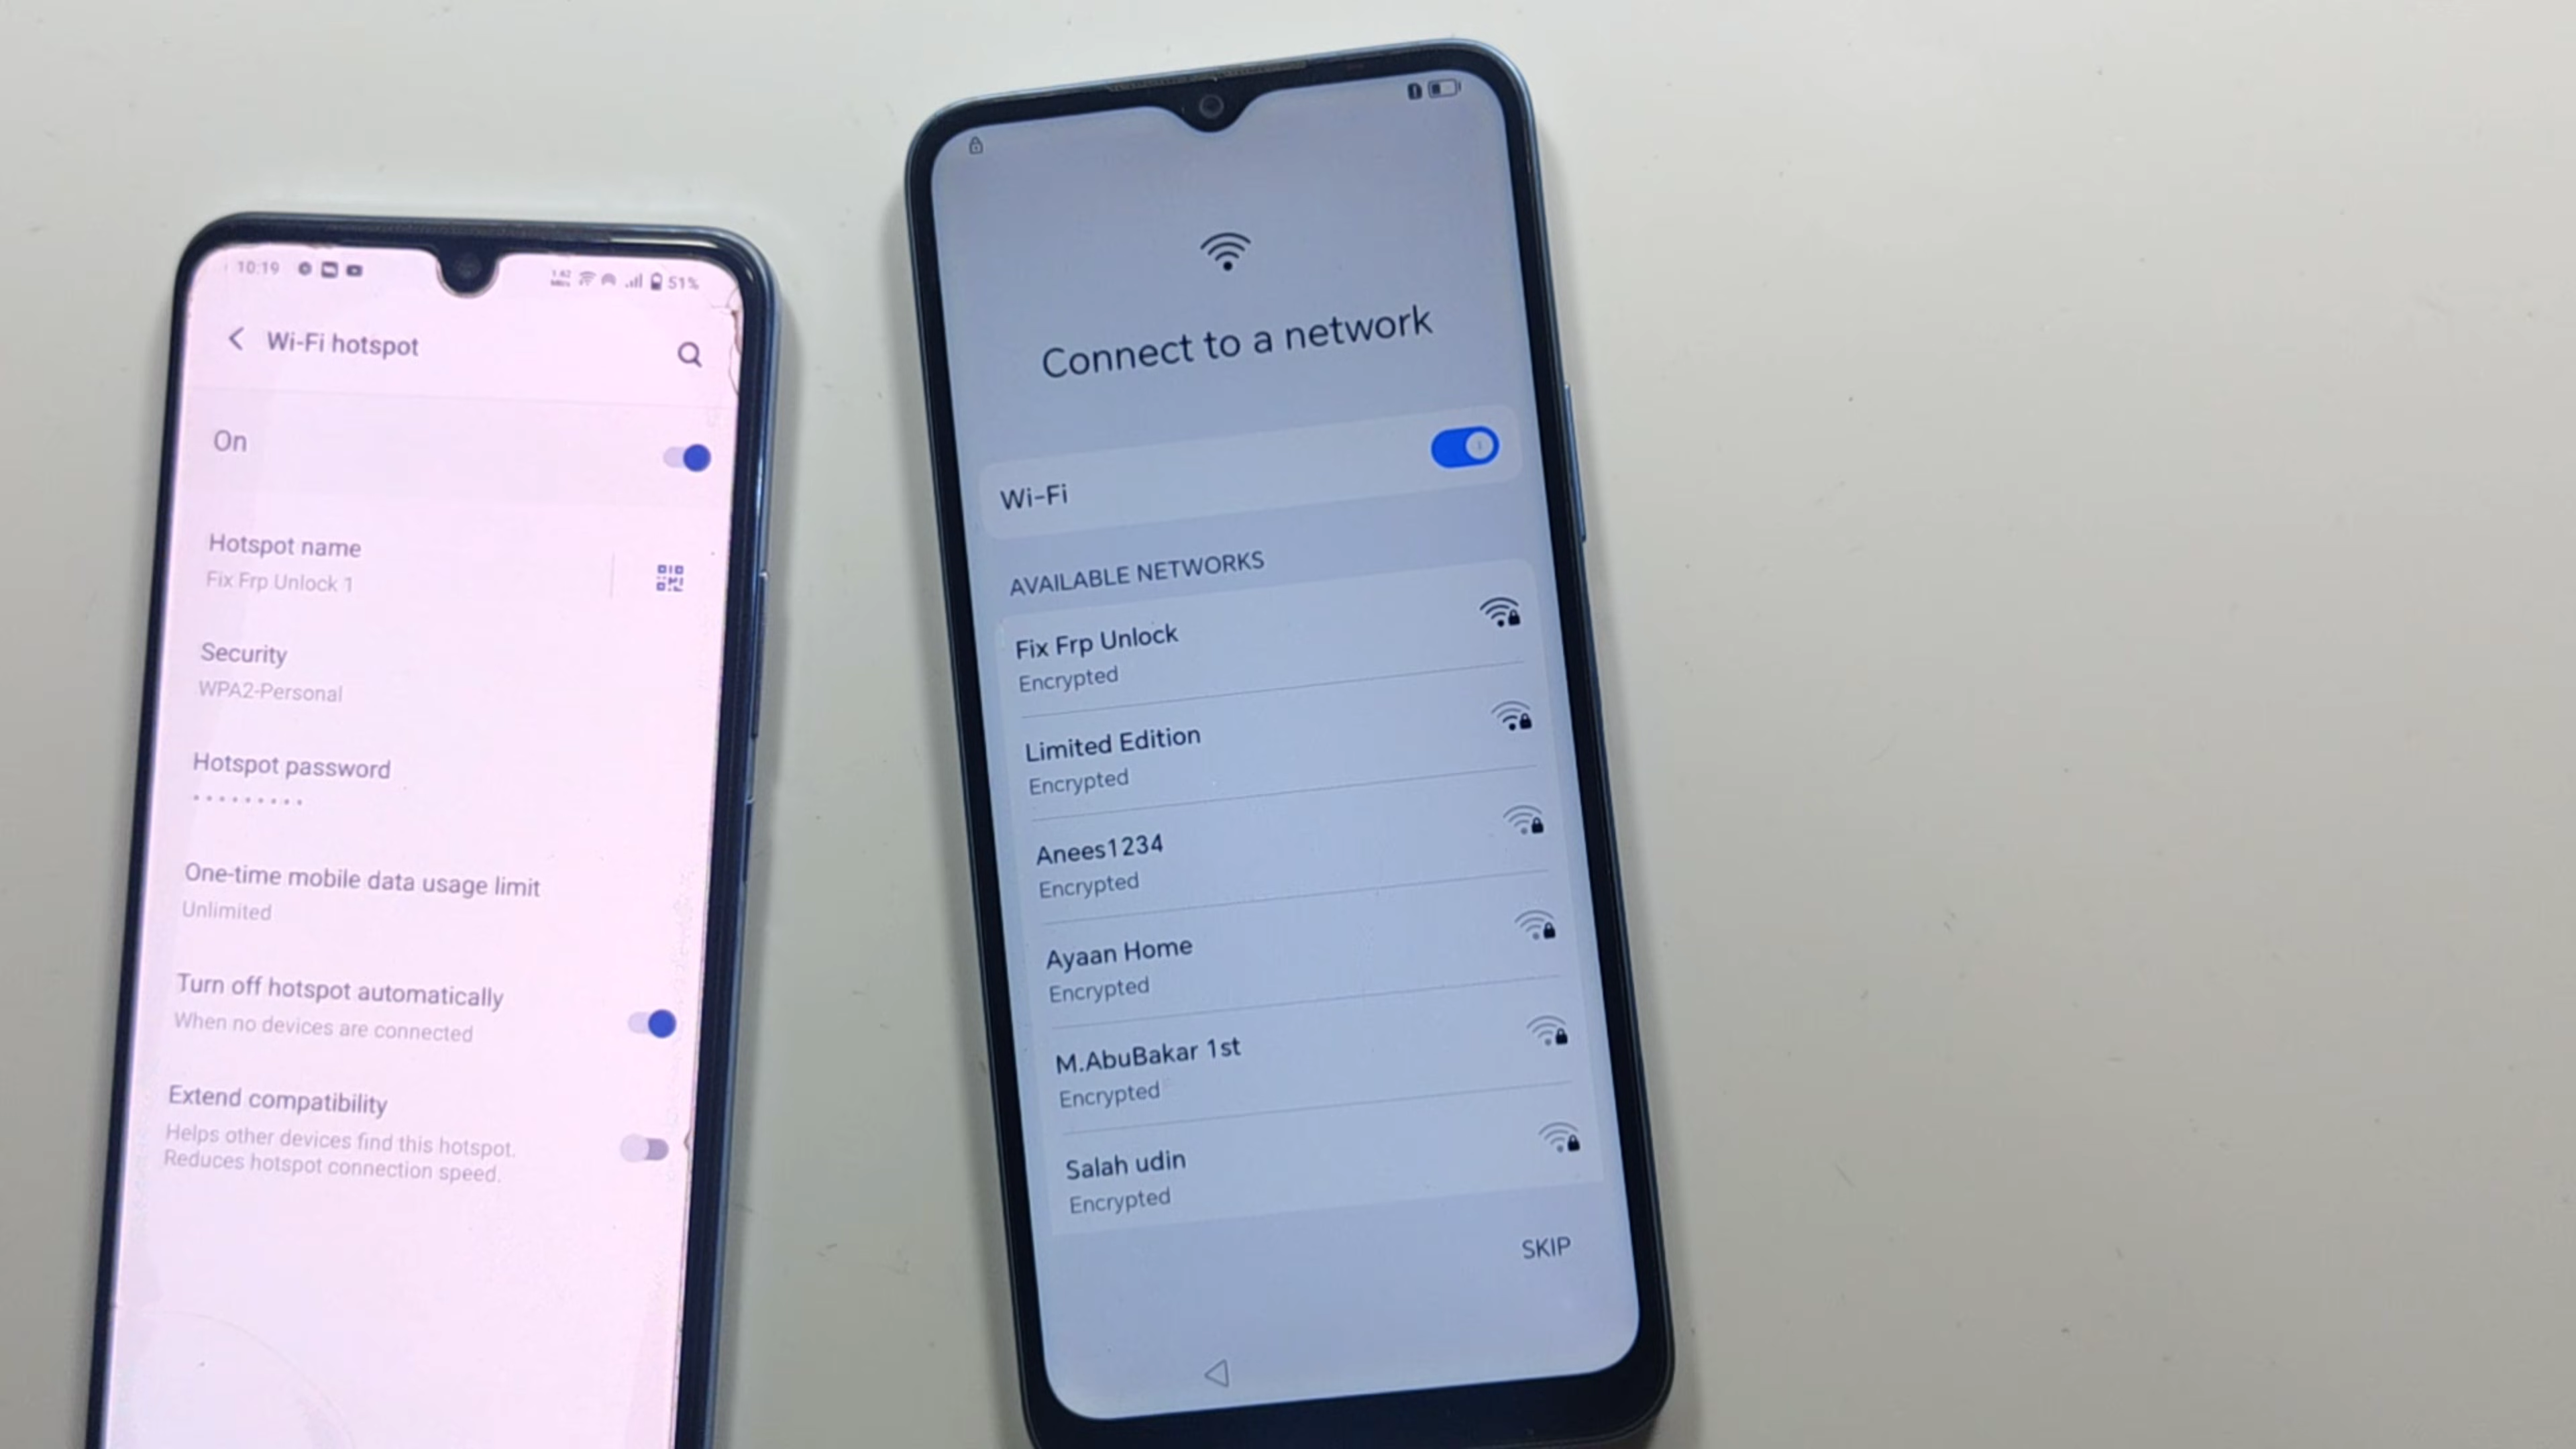 10:19
51%
Wi-Fi hotspot
On
Hotspot name
Fix Frp Unlock 1
Security
WPA2-Personal
Hotspot password
One-time mobile data usage limit
Unlimited
Turn off hotspot automatically
When no devices are connected
Extend compatibility
Helps other devices find this hotspot.
Reduces hotspot connection speed.
Connect to a network
Wi-Fi
AVAILABLE NETWORKS
Fix Frp Unlock
Encrypted
Limited Edition
Encrypted
Anees1234
Encrypted
Ayaan Home
Encrypted
M.AbuBakar 1st
Encrypted
Salah udin
Encrypted
SKIP